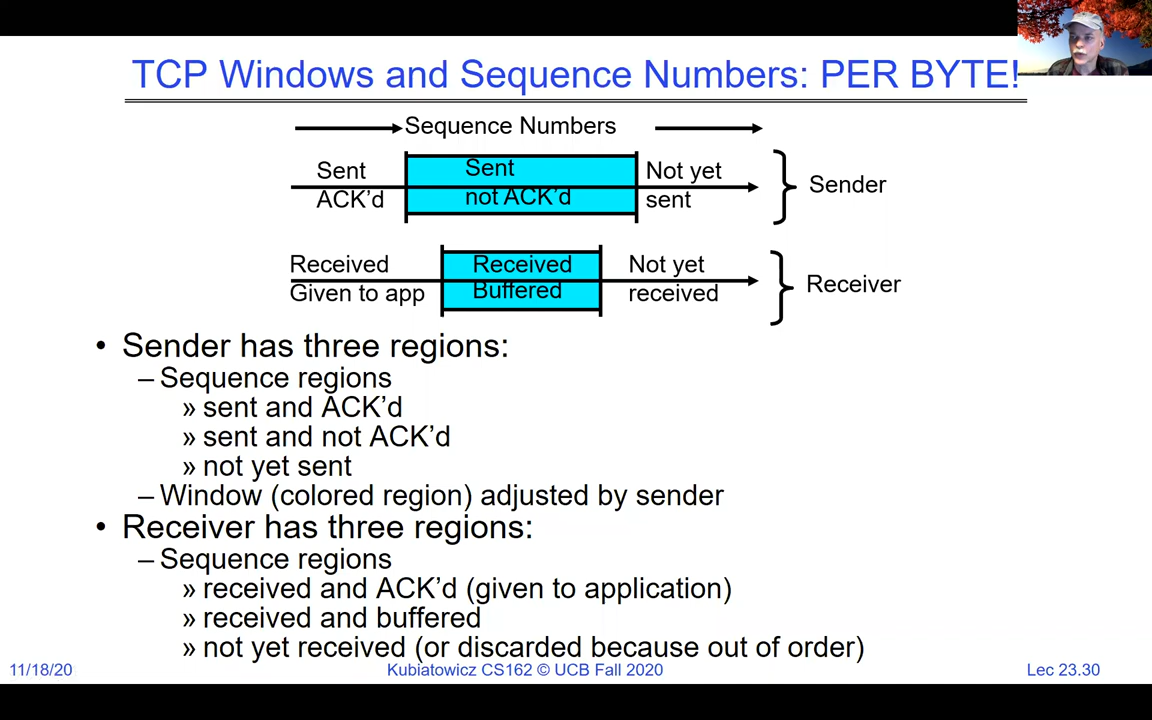 TCP Windows and Sequence Numbers: PER BYTE!
Sequence Numbers
Sent
ACK'd
Sent
not ACK'd
Not yet
sent
Sender
Received
Given to app
Received
Buffered
Not yet
received
Receiver
• Sender has three regions:
– Sequence regions
» sent and ACK'd
» sent and not ACK'd
» not yet sent
– Window (colored region) adjusted by sender
• Receiver has three regions:
– Sequence regions
» received and ACK'd (given to application)
» received and buffered
» not yet received (or discarded because out of order)
11/18/20
Kubiatowicz CS162 © UCB Fall 2020
Lec 23.30